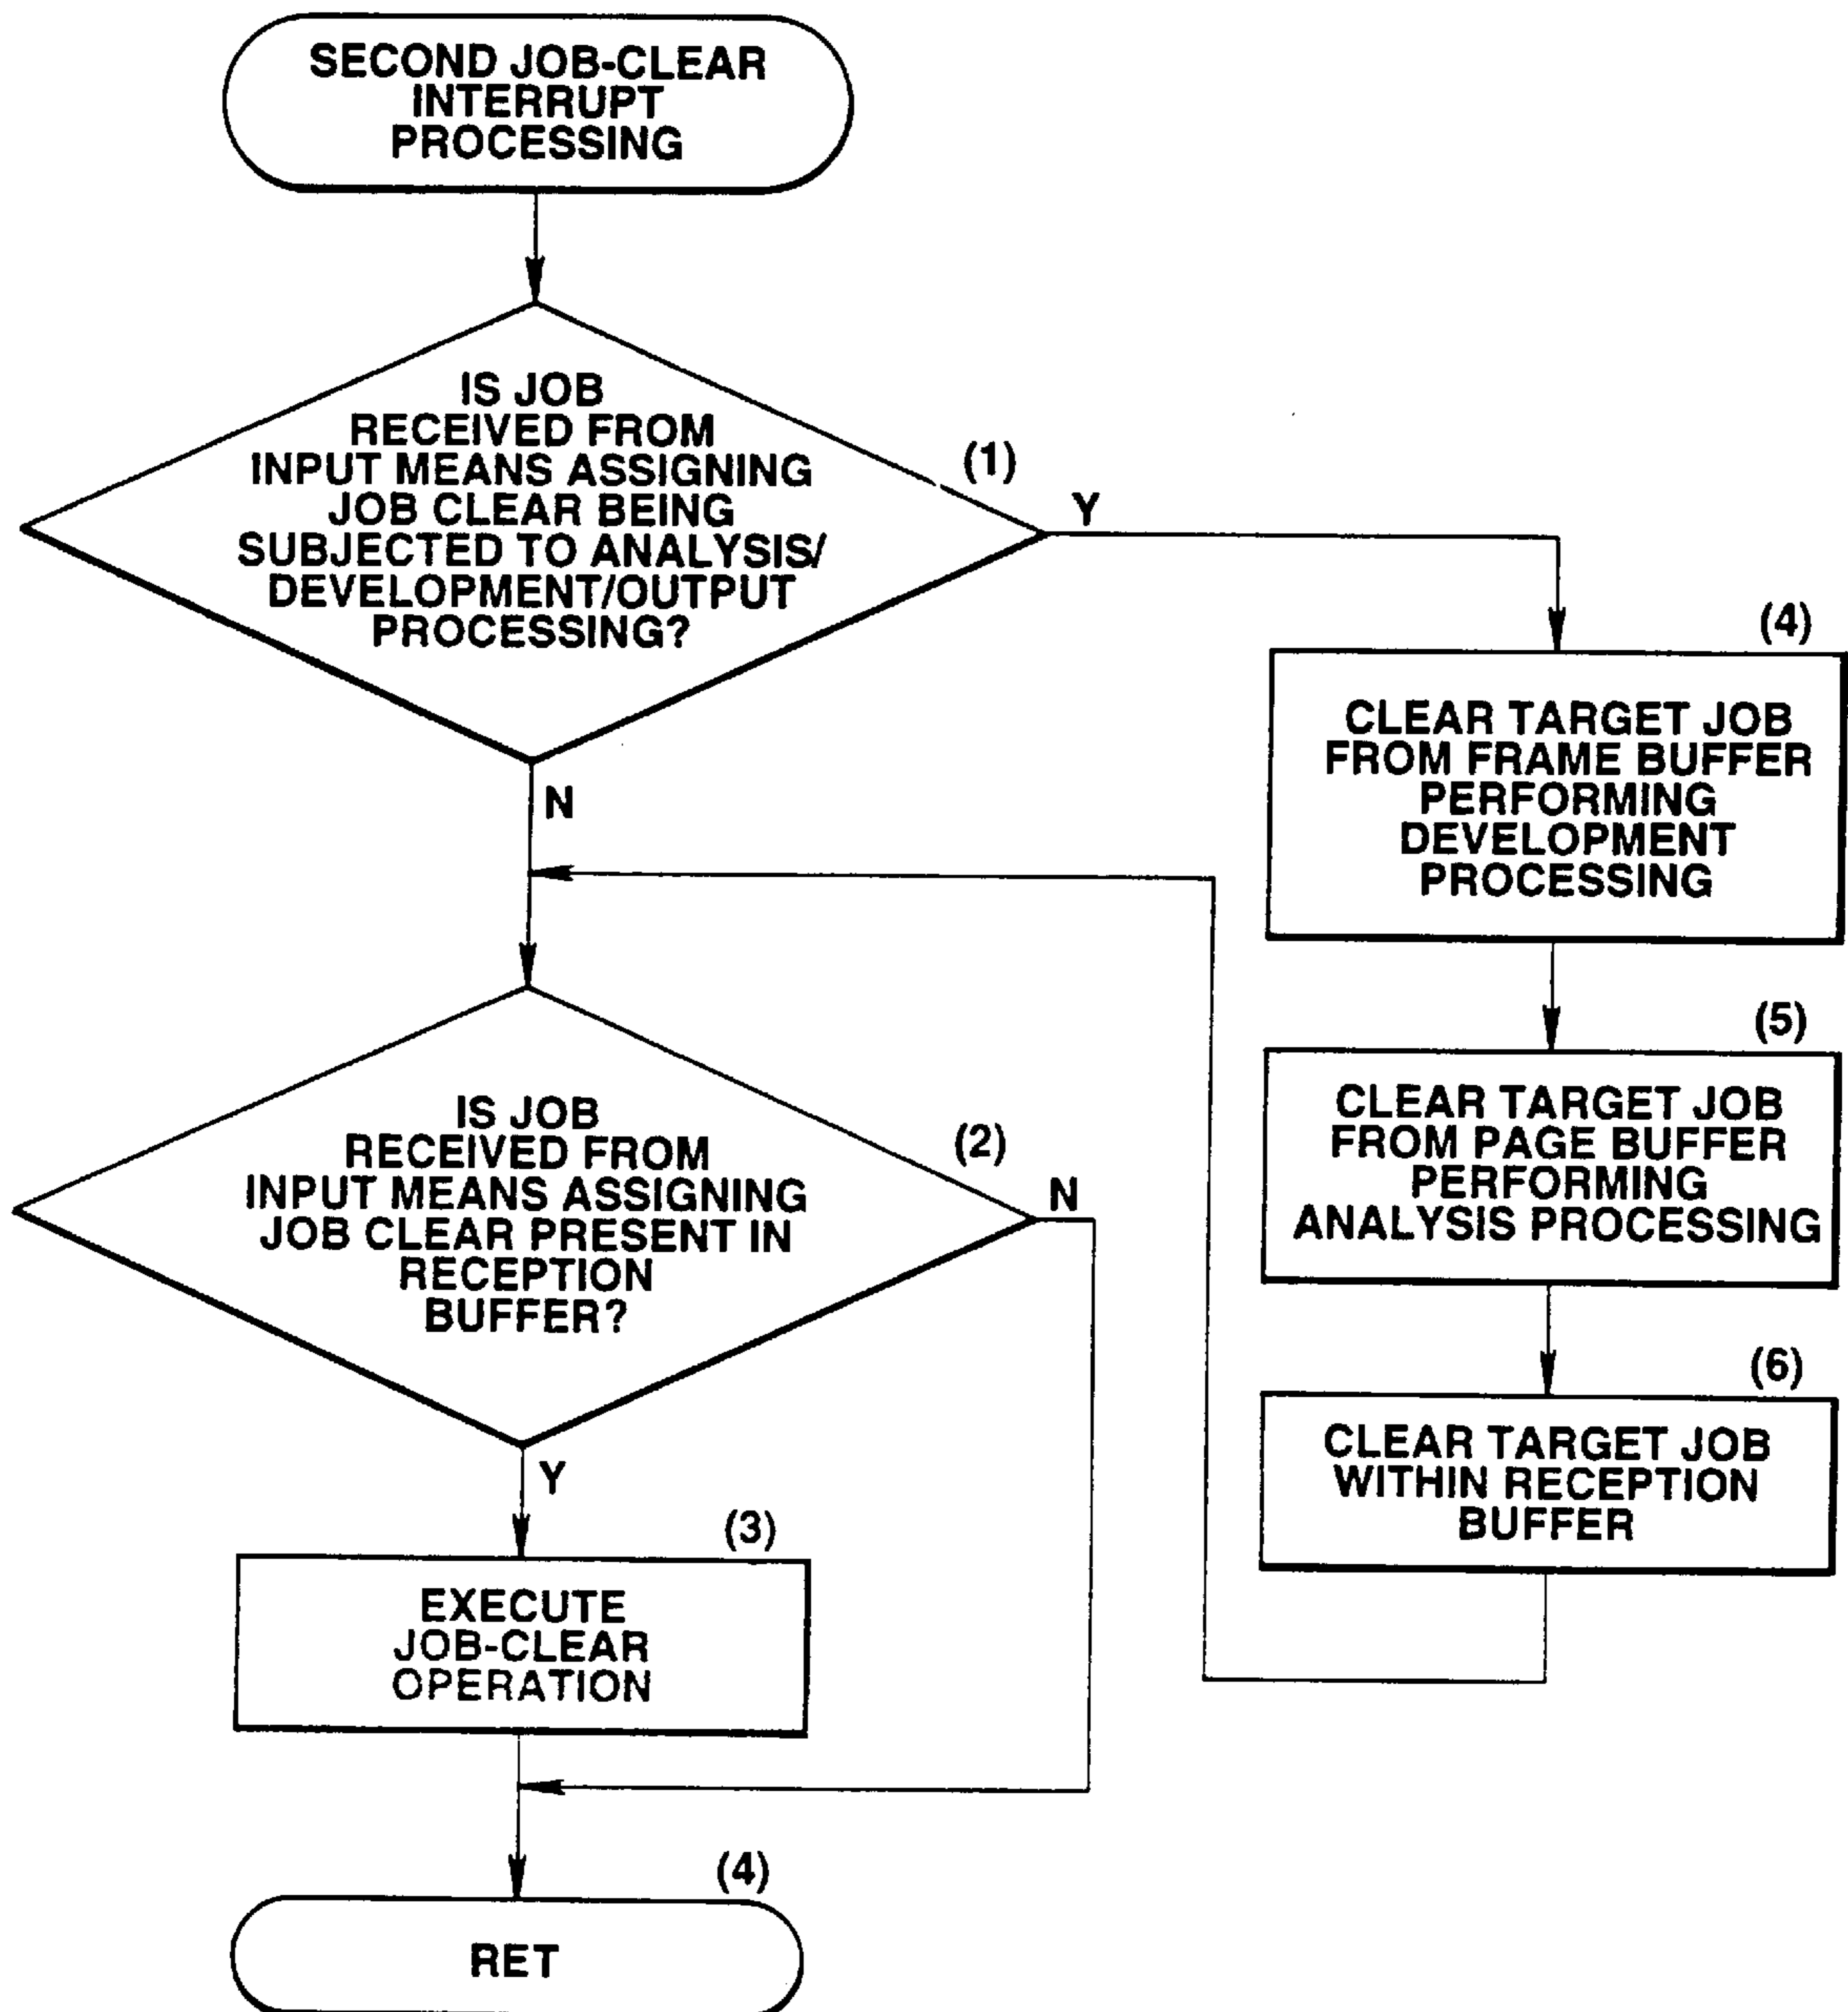 SECOND JOB-CLEAR
INTERRUPT
PROCESSING
IS JOB
RECEIVED FROM
INPUT MEANS ASSIGNING
JOB CLEAR BEING
SUBJECTED TO ANALYSIS/
DEVELOPMENT/OUTPUT
PROCESSING?
(1)
Y
N
(4)
CLEAR TARGET JOB
FROM FRAME BUFFER
PERFORMING
DEVELOPMENT
PROCESSING
(5)
CLEAR TARGET JOB
FROM PAGE BUFFER
PERFORMING
ANALYSIS PROCESSING
(6)
CLEAR TARGET JOB
WITHIN RECEPTION
BUFFER
IS JOB
RECEIVED FROM
INPUT MEANS ASSIGNING
JOB CLEAR PRESENT IN
RECEPTION
BUFFER?
(2)
N
Y
(3)
EXECUTE
JOB-CLEAR
OPERATION
(4)
RET